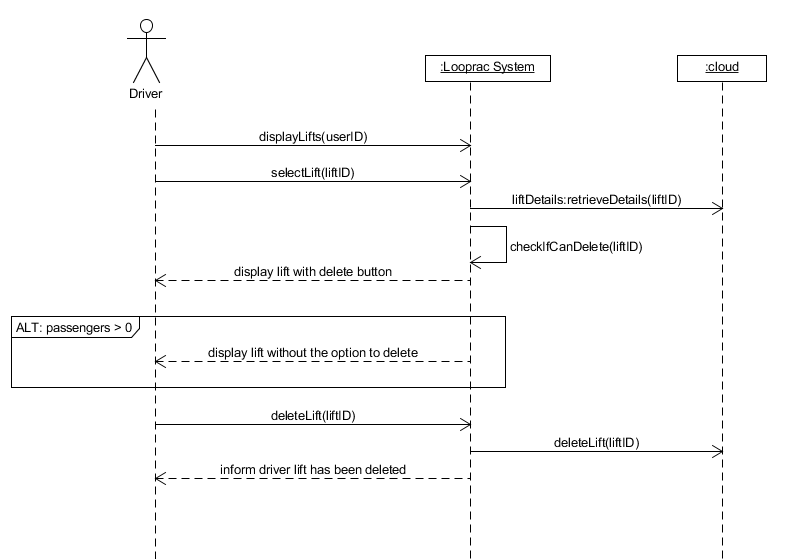 :Looprac System
:cloud
Driver
displayLifts(userID)
selectLift(liftID)
liftDetails:retrieveDetails(liftID)
checkIfCanDelete(liftID)
display lift with delete button
ALT: passengers > 0
display lift without the option to delete
deleteLift(liftID)
deleteLift(liftID)
inform driver lift has been deleted